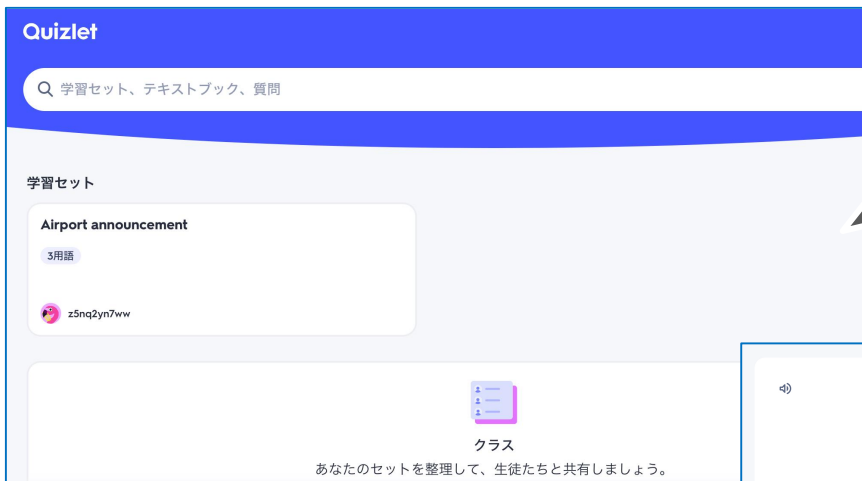 Quizlet
学習セット、テキストブック、質問
学習セット
Airport announcement
3用語
z5nq2yn7ww
クラス
あなたのセットを整理して、生徒たちと共有しましょう。